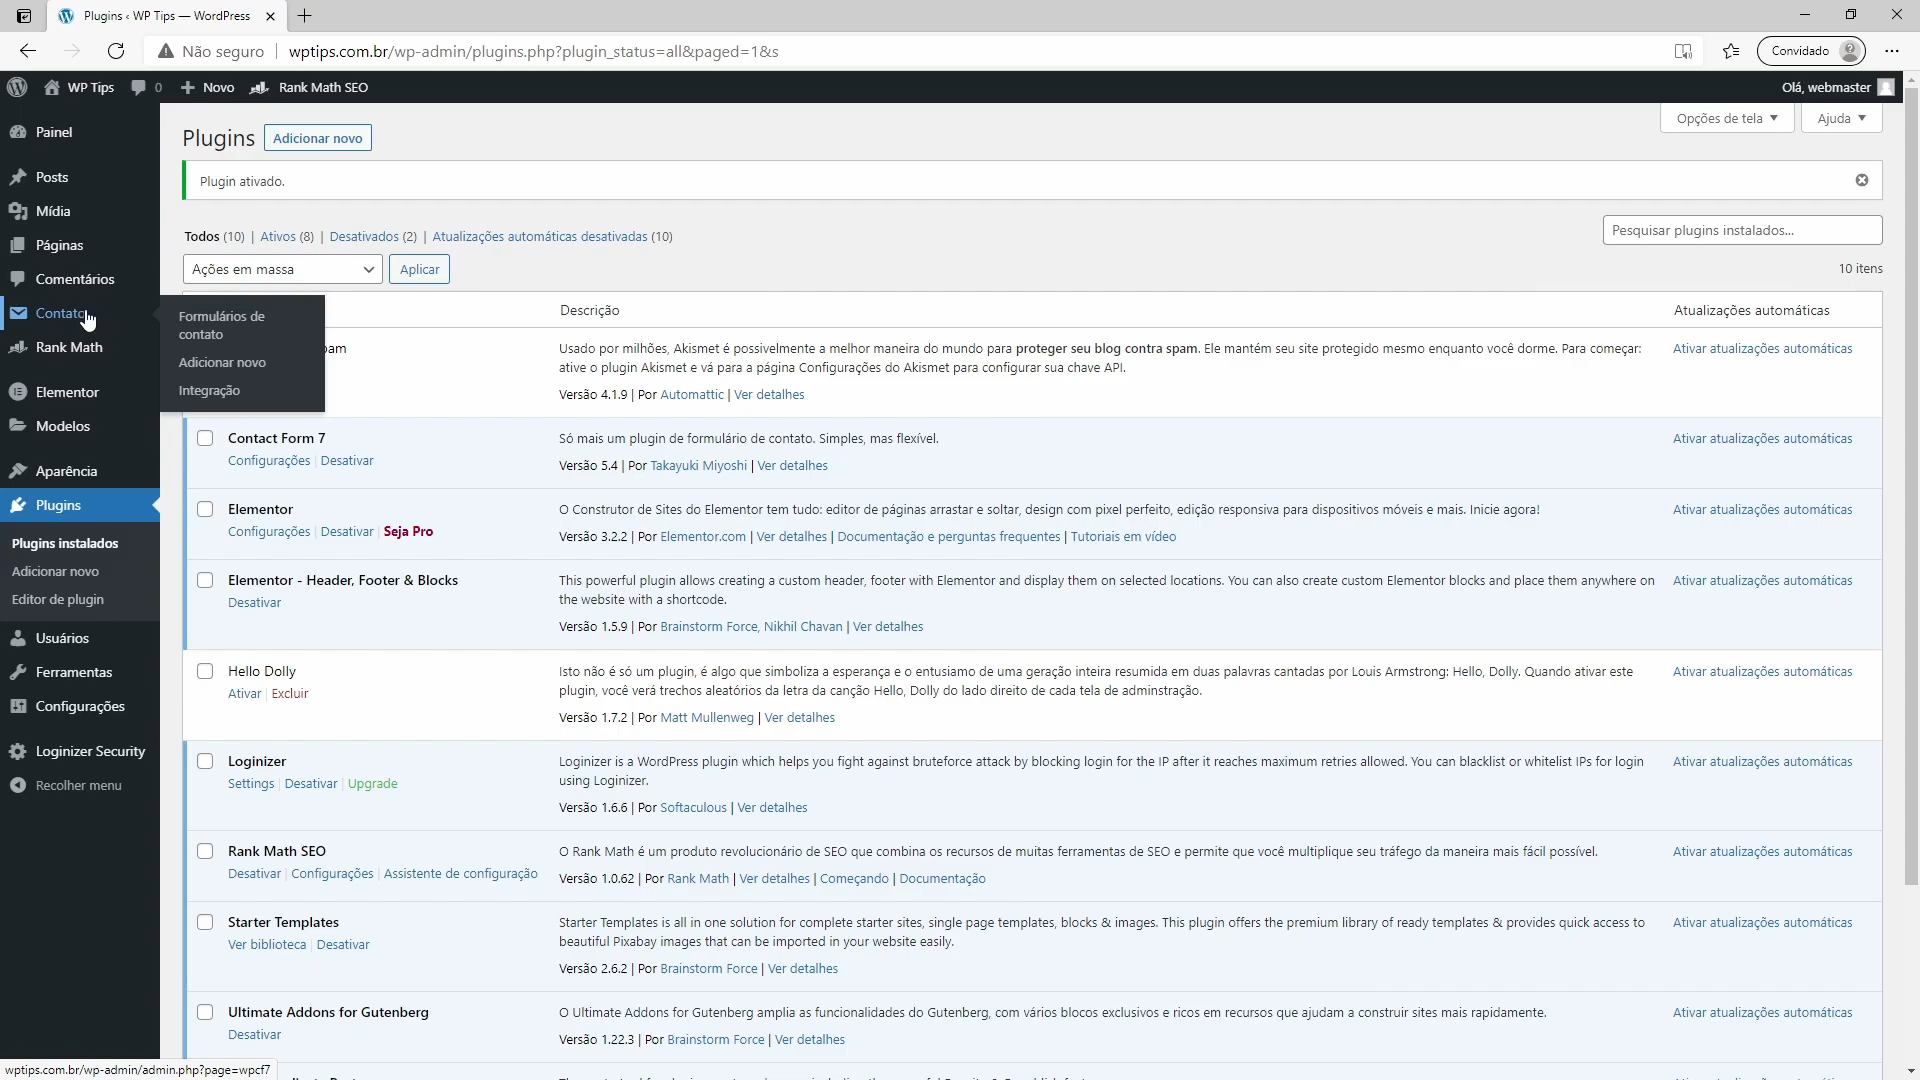 Plugins ‹ WP Tips — WordPress
Não seguro
wptips.com.br/wp-admin/plugins.php?plugin_status=all&paged=1&s
Convidado
WP Tips
0
Novo
Rank Math SEO
Olá, webmaster
Painel
Posts
Mídia
Páginas
Comentários
Contato
Rank Math
Elementor
Modelos
Aparência
Plugins
Plugins instalados
Adicionar novo
Editor de plugin
Usuários
Ferramentas
Configurações
Loginizer Security
Recolher menu
Formulários de
contato
Adicionar novo
Integração
Plugins
Adicionar novo
Opções de tela
Ajuda
Plugin ativado.
Todos (10) | Ativos (8) | Desativados (2) | Atualizações automáticas desativadas (10)
Pesquisar plugins instalados...
Ações em massa
Aplicar
10 itens
Descrição
Atualizações automáticas
Usado por milhões, Akismet é possivelmente a melhor maneira do mundo para proteger seu blog contra spam. Ele mantém seu site protegido mesmo enquanto você dorme. Para começar:
ative o plugin Akismet e vá para a página Configurações do Akismet para configurar sua chave API.
Versão 4.1.9 | Por Automattic | Ver detalhes
Ativar atualizações automáticas
Contact Form 7
Configurações | Desativar
Só mais um plugin de formulário de contato. Simples, mas flexível.
Versão 5.4 | Por Takayuki Miyoshi | Ver detalhes
Ativar atualizações automáticas
Elementor
Configurações | Desativar | Seja Pro
O Construtor de Sites do Elementor tem tudo: editor de páginas arrastar e soltar, design com pixel perfeito, edição responsiva para dispositivos móveis e mais. Inicie agora!
Versão 3.2.2 | Por Elementor.com | Ver detalhes | Documentação e perguntas frequentes | Tutoriais em vídeo
Ativar atualizações automáticas
Elementor - Header, Footer & Blocks
Desativar
This powerful plugin allows creating a custom header, footer with Elementor and display them on selected locations. You can also create custom Elementor blocks and place them anywhere on
the website with a shortcode.
Versão 1.5.9 | Por Brainstorm Force, Nikhil Chavan | Ver detalhes
Ativar atualizações automáticas
Hello Dolly
Ativar | Excluir
Isto não é só um plugin, é algo que simboliza a esperança e o entusiamo de uma geração inteira resumida em duas palavras cantadas por Louis Armstrong: Hello, Dolly. Quando ativar este
plugin, você verá trechos aleatórios da letra da canção Hello, Dolly do lado direito de cada tela de adminstração.
Versão 1.7.2 | Por Matt Mullenweg | Ver detalhes
Ativar atualizações automáticas
Loginizer
Settings | Desativar | Upgrade
Loginizer is a WordPress plugin which helps you fight against bruteforce attack by blocking login for the IP after it reaches maximum retries allowed. You can blacklist or whitelist IPs for login
using Loginizer.
Versão 1.6.6 | Por Softaculous | Ver detalhes
Ativar atualizações automáticas
Rank Math SEO
Desativar | Configurações | Assistente de configuração
O Rank Math é um produto revolucionário de SEO que combina os recursos de muitas ferramentas de SEO e permite que você multiplique seu tráfego da maneira mais fácil possível.
Versão 1.0.62 | Por Rank Math | Ver detalhes | Começando | Documentação
Ativar atualizações automáticas
Starter Templates
Ver biblioteca | Desativar
Starter Templates is all in one solution for complete starter sites, single page templates, blocks & images. This plugin offers the premium library of ready templates & provides quick access to
beautiful Pixabay images that can be imported in your website easily.
Versão 2.6.2 | Por Brainstorm Force | Ver detalhes
Ativar atualizações automáticas
Ultimate Addons for Gutenberg
Desativar
O Ultimate Addons for Gutenberg amplia as funcionalidades do Gutenberg, com vários blocos exclusivos e ricos em recursos que ajudam a construir sites mais rapidamente.
Versão 1.22.3 | Por Brainstorm Force | Ver detalhes
Ativar atualizações automáticas
wptips.com.br/wp-admin/admin.php?page=wpcf7